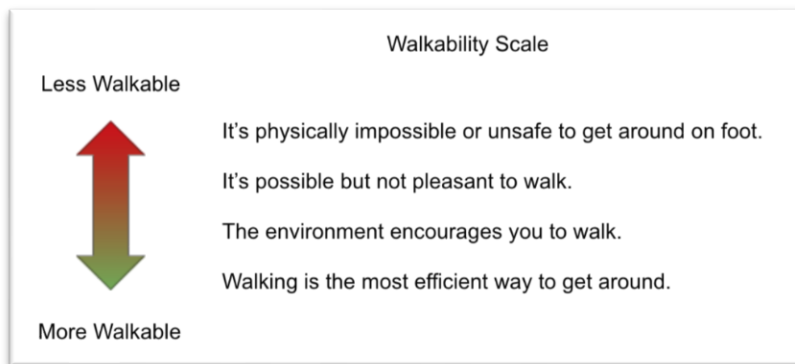 Walkability Scale
Less Walkable
It's physically impossible or unsafe to get around on foot.
It's possible but not pleasant to walk.
The environment encourages you to walk.
Walking is the most efficient way to get around.
More Walkable